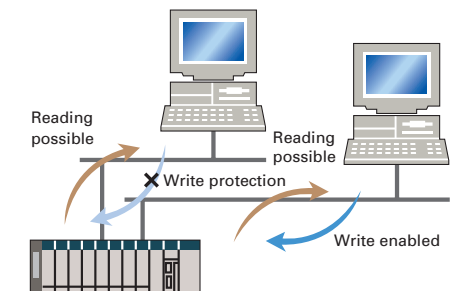 Reading
possible
Reading
possible
Write protection
Write enabled